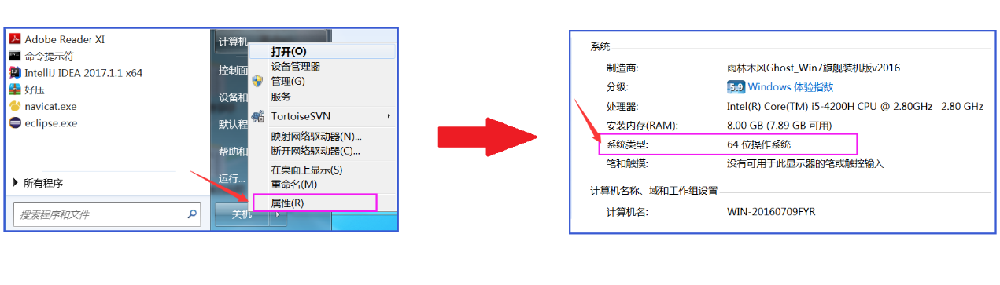 Adobe Reader XI
命令提示符
IntelliJ IDEA 2017.1.1 x64
好压
navicat.exe
eclipse.exe
所有程序
搜索程序和文件
计算机
控制面
设备和
默认程
帮助和
运行...
关机
打开(O)
设备管理器
管理(G)
服务
TortoiseSVN
映射网络驱动器(N)...
断开网络驱动器(C)...
在桌面上显示(S)
重命名(M)
属性(R)
系统
制造商: 雨林木风Ghost_Win7旗舰装机版v2016
分级: 5.9 Windows 体验指数
处理器: Intel(R) Core(TM) i5-4200H CPU @ 2.80GHz 2.80 GHz
安装内存(RAM): 8.00 GB (7.89 GB 可用)
系统类型: 64 位操作系统
笔和触摸: 没有可用于此显示器的笔或触控输入
计算机名称、域和工作组设置
计算机名: WIN-20160709FYR